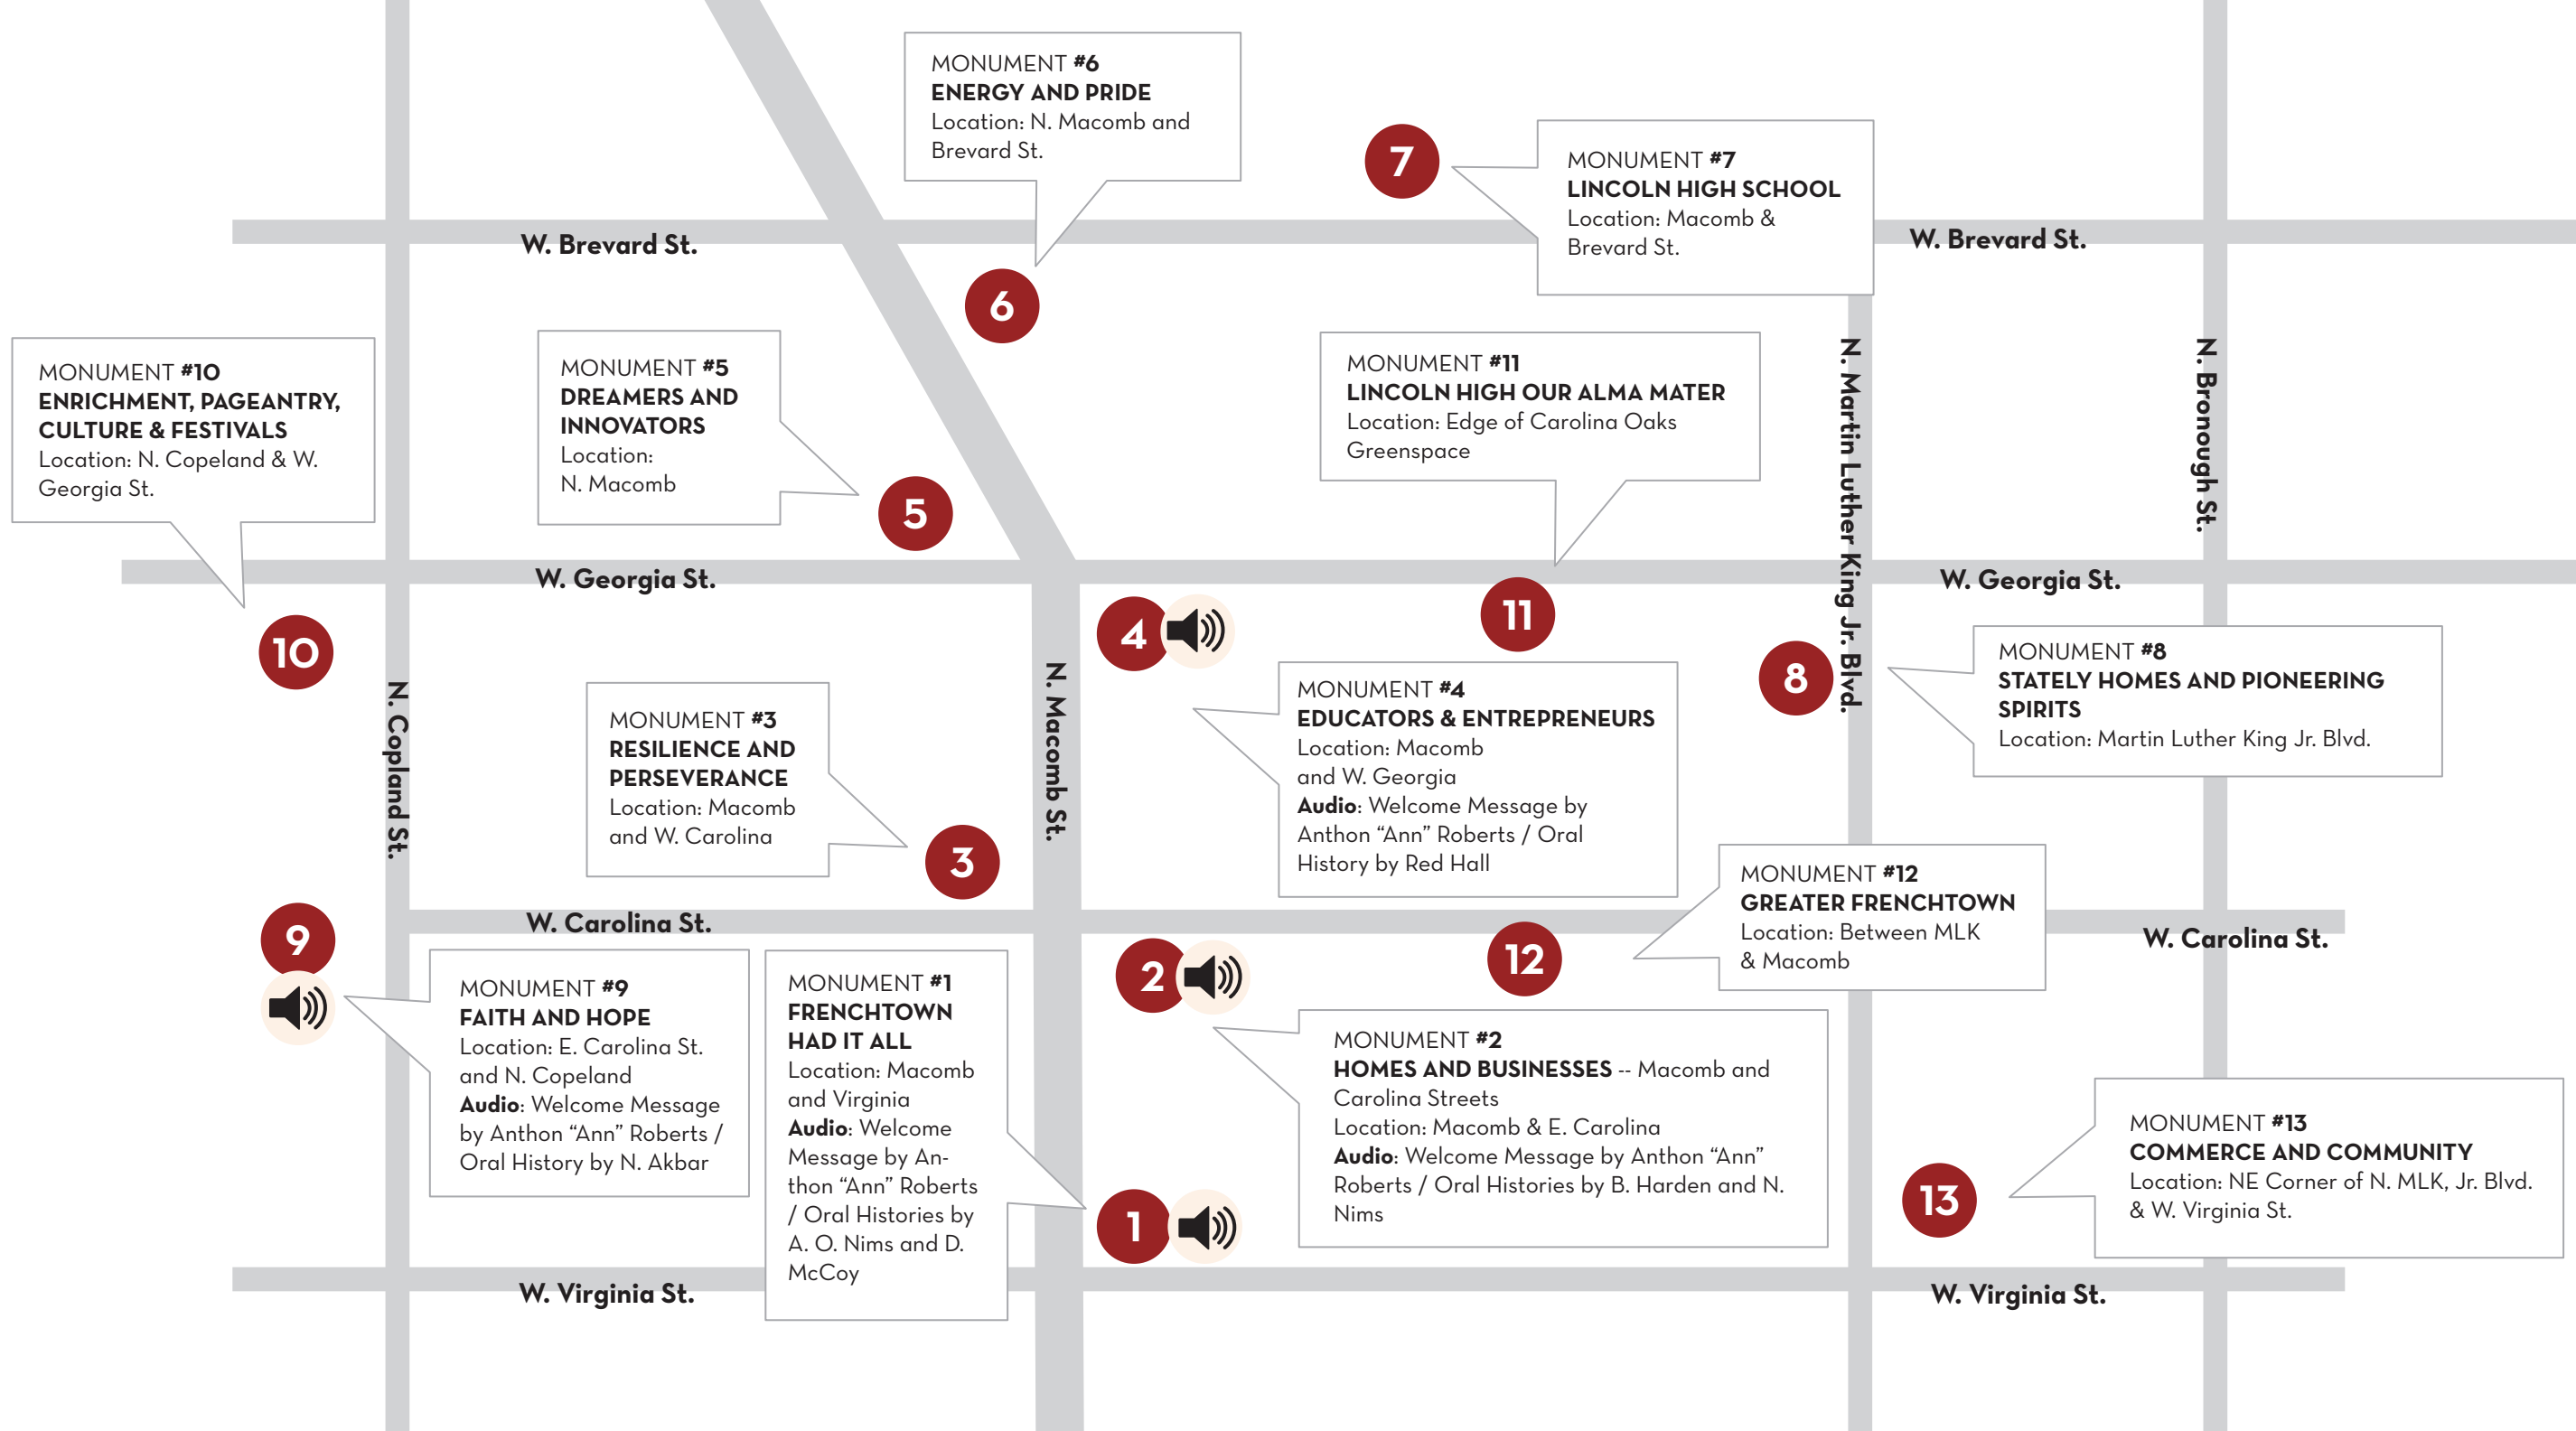 MONUMENT #6
ENERGY AND PRIDE
Location: N. Macomb and
Brevard St.
7
MONUMENT #7
LINCOLN HIGH SCHOOL
Location: Macomb &
Brevard St.
W. Brevard St.
W. Brevard St.
6
MONUMENT #10
ENRICHMENT, PAGEANTRY,
CULTURE & FESTIVALS
Location: N. Copeland & W.
Georgia St.
MONUMENT #5
DREAMERS AND
INNOVATORS
Location:
N. Macomb
5
MONUMENT #11
LINCOLN HIGH OUR ALMA MATER
Location: Edge of Carolina Oaks
Greenspace
N. Martin Luther King Jr. Blvd.
N. Bronough St.
W. Georgia St.
W. Georgia St.
10
4
11
8
MONUMENT #8
STATELY HOMES AND PIONEERING
SPIRITS
Location: Martin Luther King Jr. Blvd.
N. Copland St.
MONUMENT #3
RESILIENCE AND
PERSEVERANCE
Location: Macomb
and W. Carolina
3
N. Macomb St.
MONUMENT #4
EDUCATORS & ENTREPRENEURS
Location: Macomb
and W. Georgia
Audio: Welcome Message by
Anthon “Ann” Roberts / Oral
History by Red Hall
MONUMENT #12
GREATER FRENCHTOWN
Location: Between MLK
& Macomb
W. Carolina St.
W. Carolina St.
9
2
12
MONUMENT #9
FAITH AND HOPE
Location: E. Carolina St.
and N. Copeland
Audio: Welcome Message
by Anthon “Ann” Roberts /
Oral History by N. Akbar
MONUMENT #1
FRENCHTOWN
HAD IT ALL
Location: Macomb
and Virginia
Audio: Welcome
Message by An-
thon “Ann” Roberts
/ Oral Histories by
A. O. Nims and D.
McCoy
MONUMENT #2
HOMES AND BUSINESSES -- Macomb and
Carolina Streets
Location: Macomb & E. Carolina
Audio: Welcome Message by Anthon “Ann”
Roberts / Oral Histories by B. Harden and N.
Nims
1
13
MONUMENT #13
COMMERCE AND COMMUNITY
Location: NE Corner of N. MLK, Jr. Blvd.
& W. Virginia St.
W. Virginia St.
W. Virginia St.